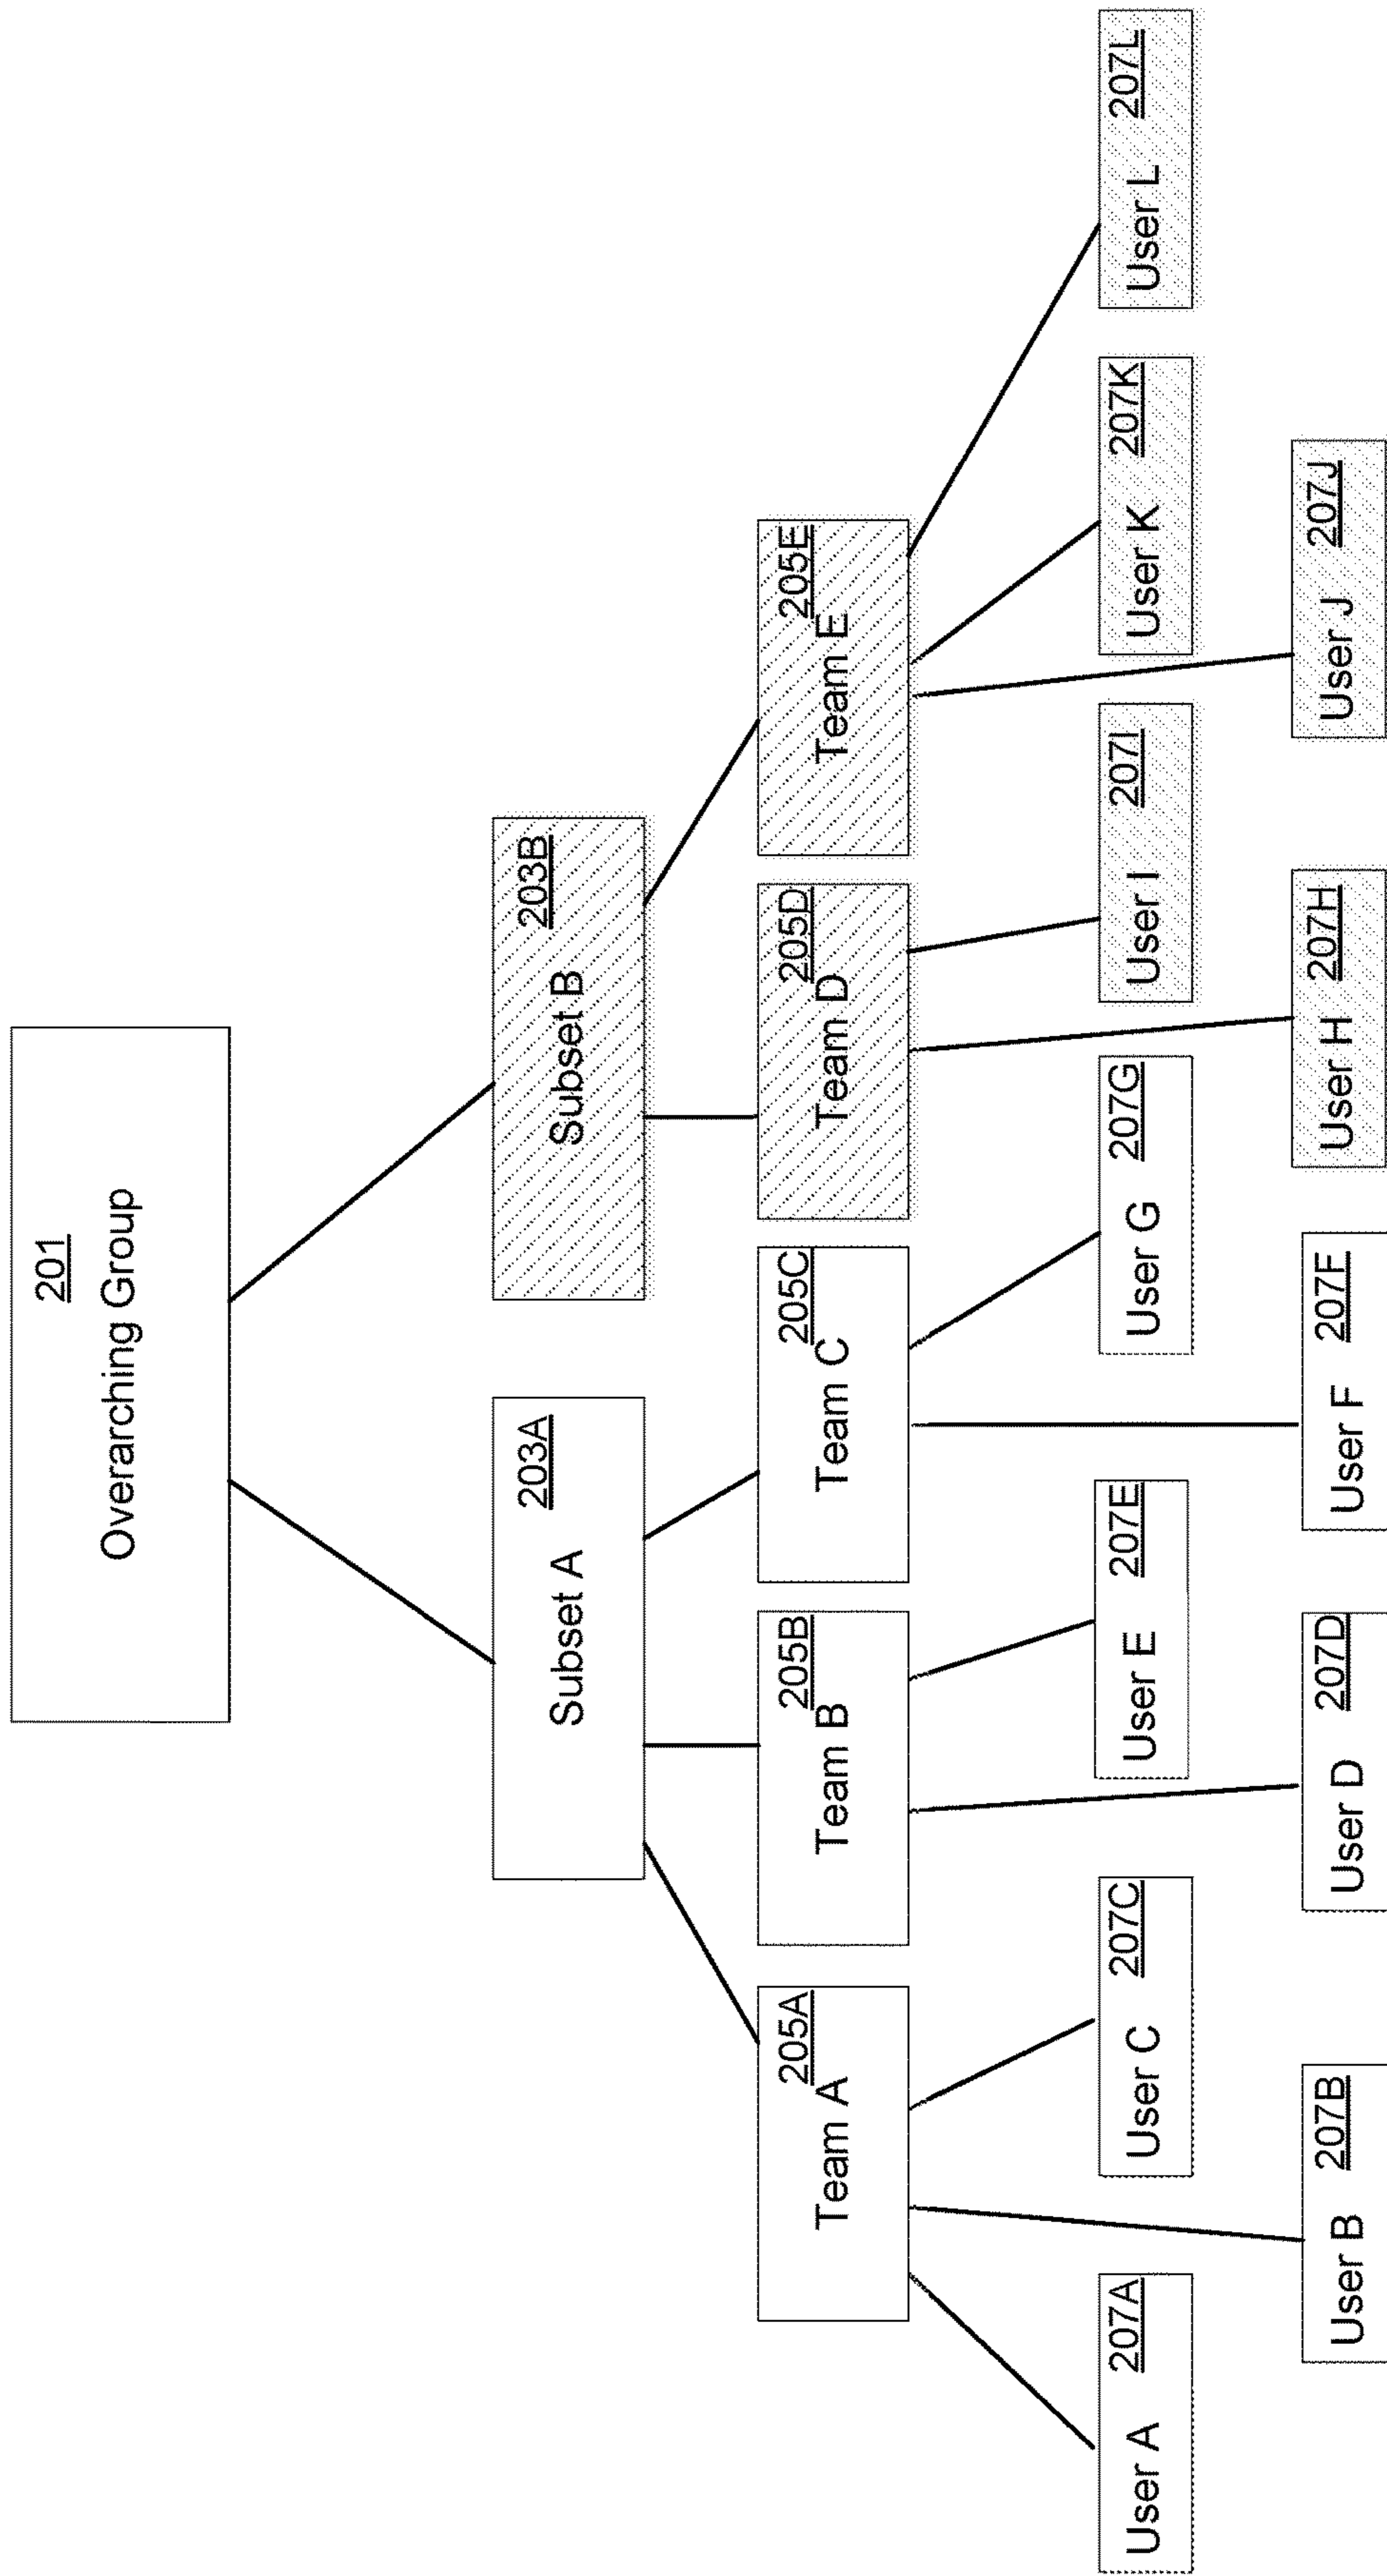 201
Overarching Group
203A
Subset A
203B
Subset B
205A
Team A
205B
Team B
205C
Team C
205D
Team D
205E
Team E
User A 207A
User C 207C
User E 207E
User G 207G
User I 207I
User K 207K
User L 207L
User B 207B
User D 207D
User F 207F
User H 207H
User J 207J